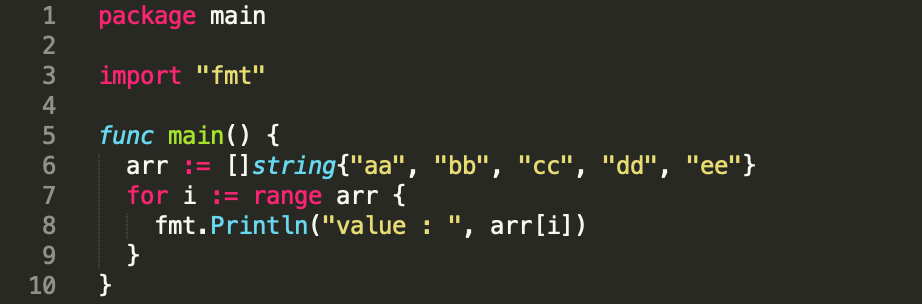 1 package main
2
3 import "fmt"
4
5 func main() {
6   arr := []string{"aa", "bb", "cc", "dd", "ee"}
7   for i := range arr {
8     fmt.Println("value : ", arr[i])
9   }
10 }